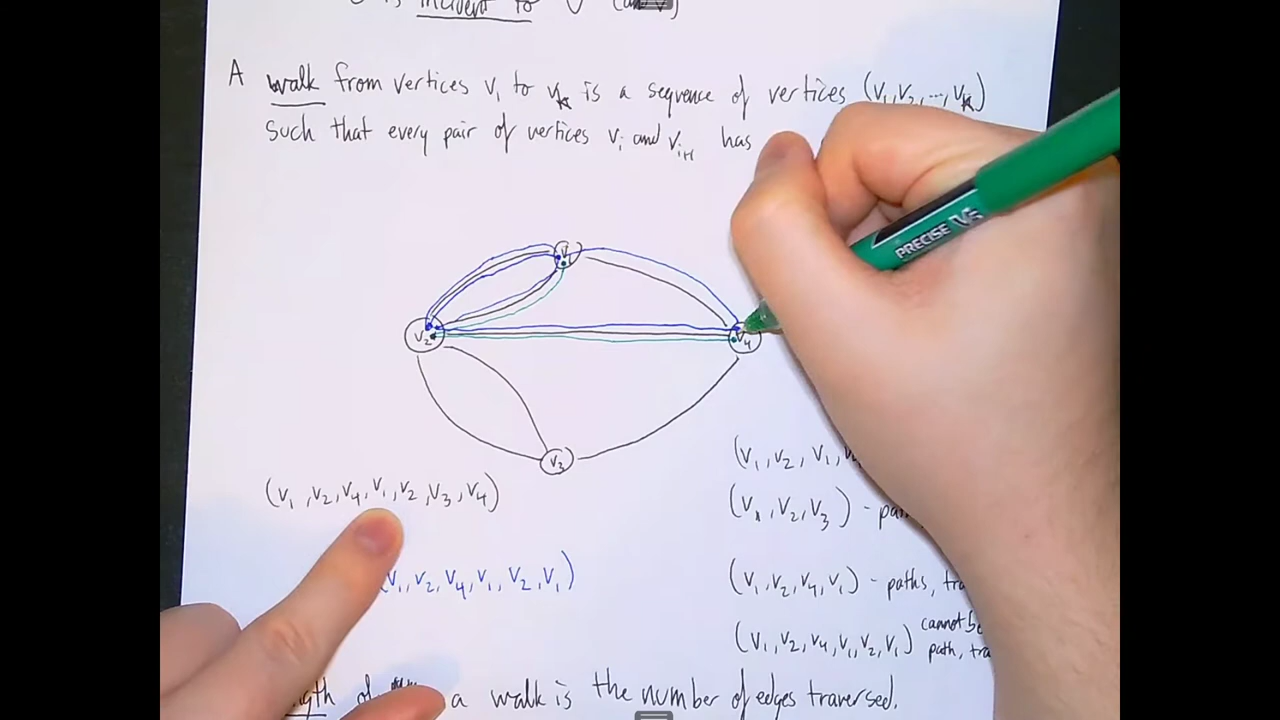 is incident to
A walk from vertices v₁ to vₖ is a sequence of vertices (v₁,v₂,...,vₖ)
such that every pair of vertices vᵢ and vᵢ₊₁ has
PRECISE V5
v₁
v₂
v₄
v₃
(v₁,v₂,v₄,v₁,v₂,v₃,v₄)
v₁,v₂,v₄,v₁,v₂,v₁)
(v₁,v₂,v₁,
(v₁,v₂,v₃) -
(v₁,v₂,v₄,v₁) - paths,
(v₁,v₂,v₄,v₁,v₂,v₁) cannot be
path,
of a walk is the number of edges traversed.